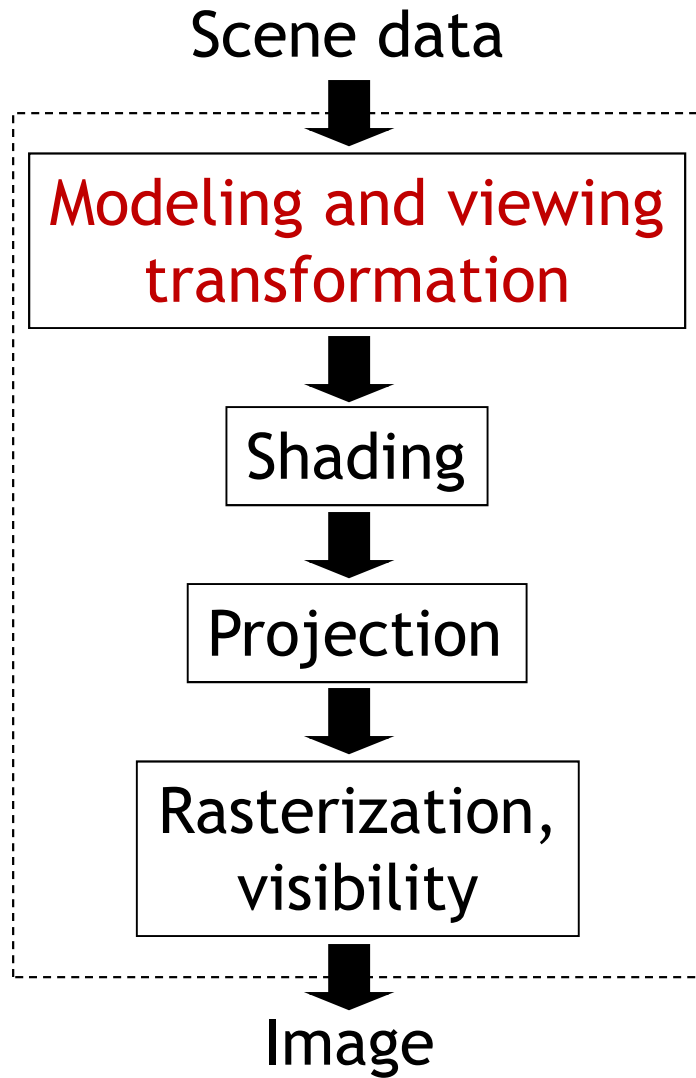 Scene data
Modeling and viewing
transformation
Shading
Projection
Rasterization,
visibility
Image